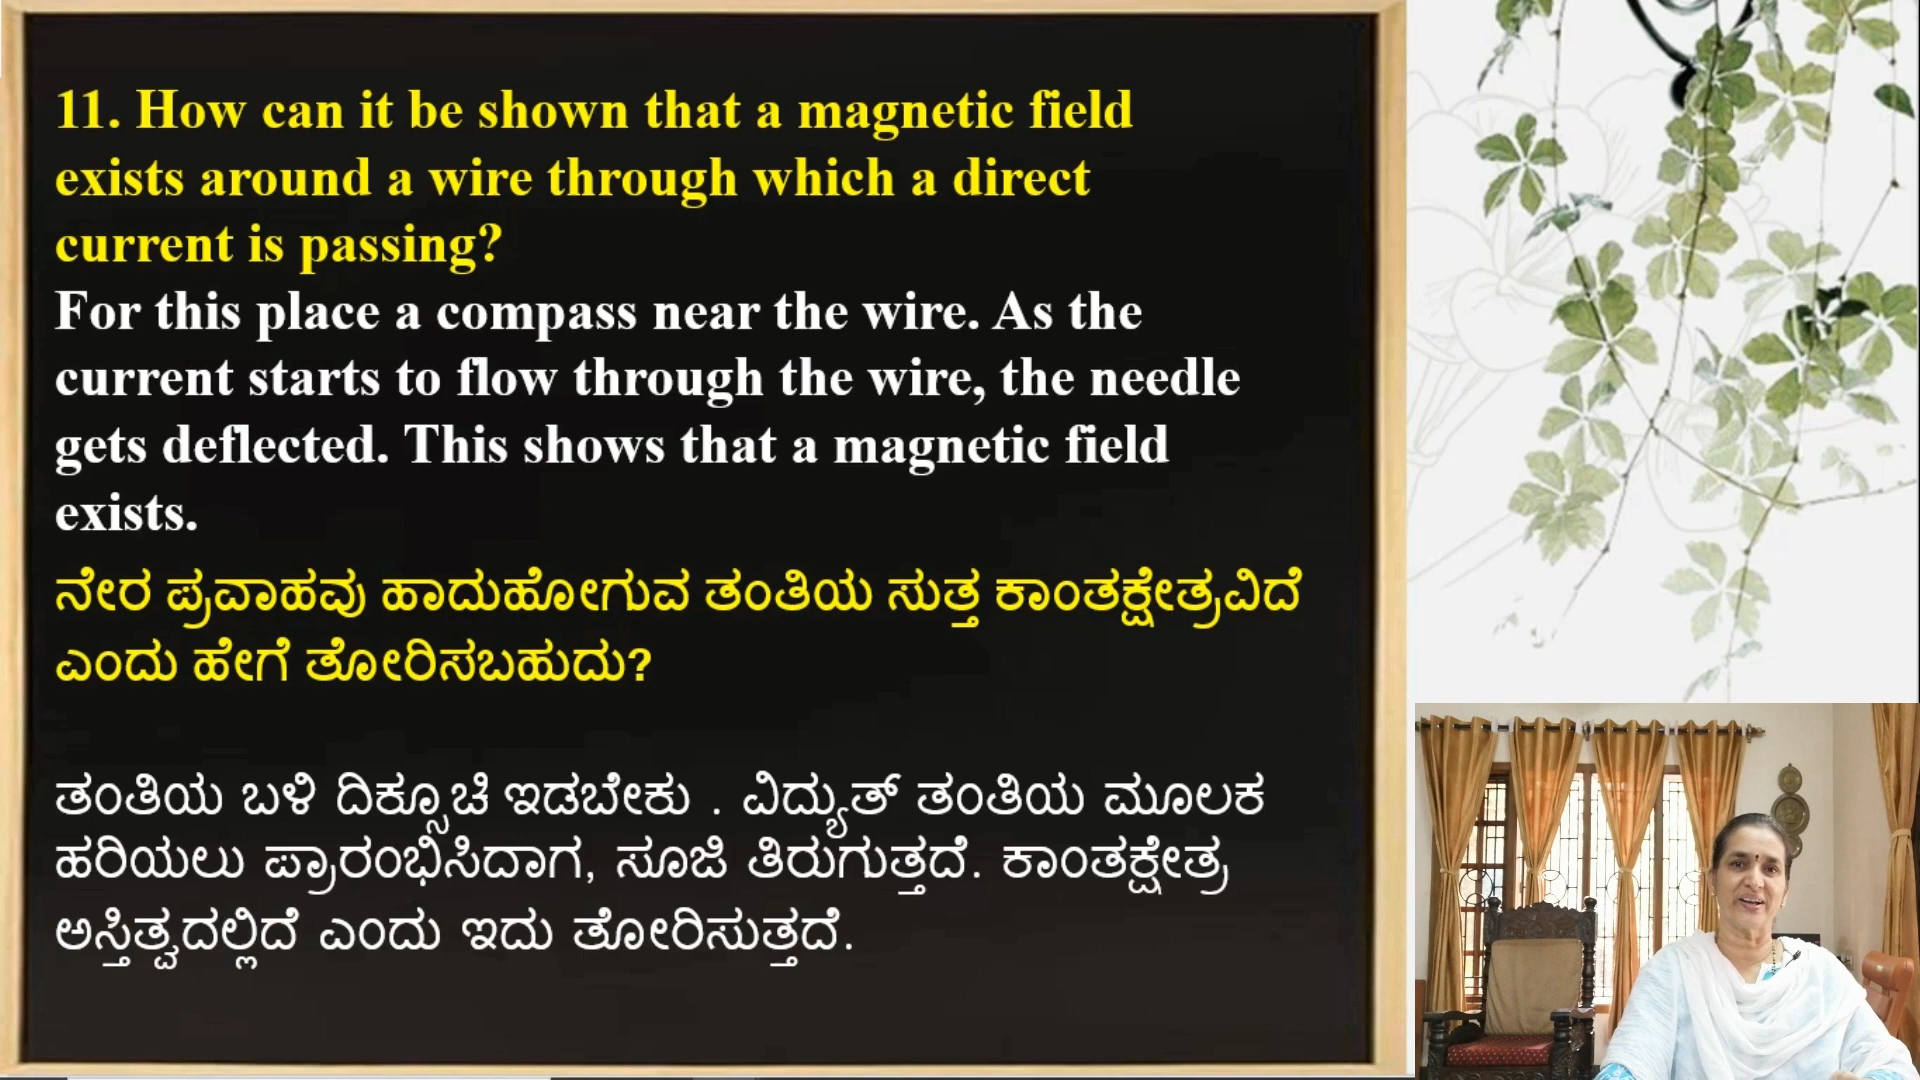 11. How can it be shown that a magnetic field
exists around a wire through which a direct
current is passing?
For this place a compass near the wire. As the
current starts to flow through the wire, the needle
gets deflected. This shows that a magnetic field
exists.
ನೇರ ಪ್ರವಾಹವು ಹಾದುಹೋಗುವ ತಂತಿಯ ಸುತ್ತ ಕಾಂತಕ್ಷೇತ್ರವಿದೆ
ಎಂದು ಹೇಗೆ ತೋರಿಸಬಹುದು?
ತಂತಿಯ ಬಳಿ ದಿಕ್ಸೂಚಿ ಇಡಬೇಕು . ವಿದ್ಯುತ್ ತಂತಿಯ ಮೂಲಕ
ಹರಿಯಲು ಪ್ರಾರಂಭಿಸಿದಾಗ, ಸೂಜಿ ತಿರುಗುತ್ತದೆ. ಕಾಂತಕ್ಷೇತ್ರ
ಅಸ್ತಿತ್ವದಲ್ಲಿದೆ ಎಂದು ಇದು ತೋರಿಸುತ್ತದೆ.